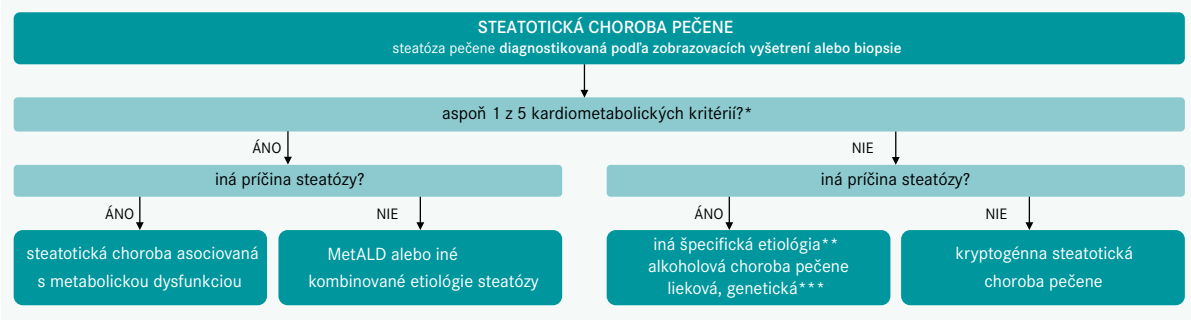 STEATOTICKÁ CHOROBA PEČENE
steatóza pečene diagnostikovaná podľa zobrazovacích vyšetrení alebo biopsie
aspoň 1 z 5 kardiometabolických kritérií?*
ÁNO
NIE
iná príčina steatózy?
iná príčina steatózy?
ÁNO
NIE
ÁNO
NIE
steatotická choroba asociovaná
s metabolickou dysfunkciou
MetALD alebo iné
kombinované etiológie steatózy
iná špecifická etiológia**
alkoholová choroba pečene
lieková, genetická***
kryptogénna steatotická
choroba pečene